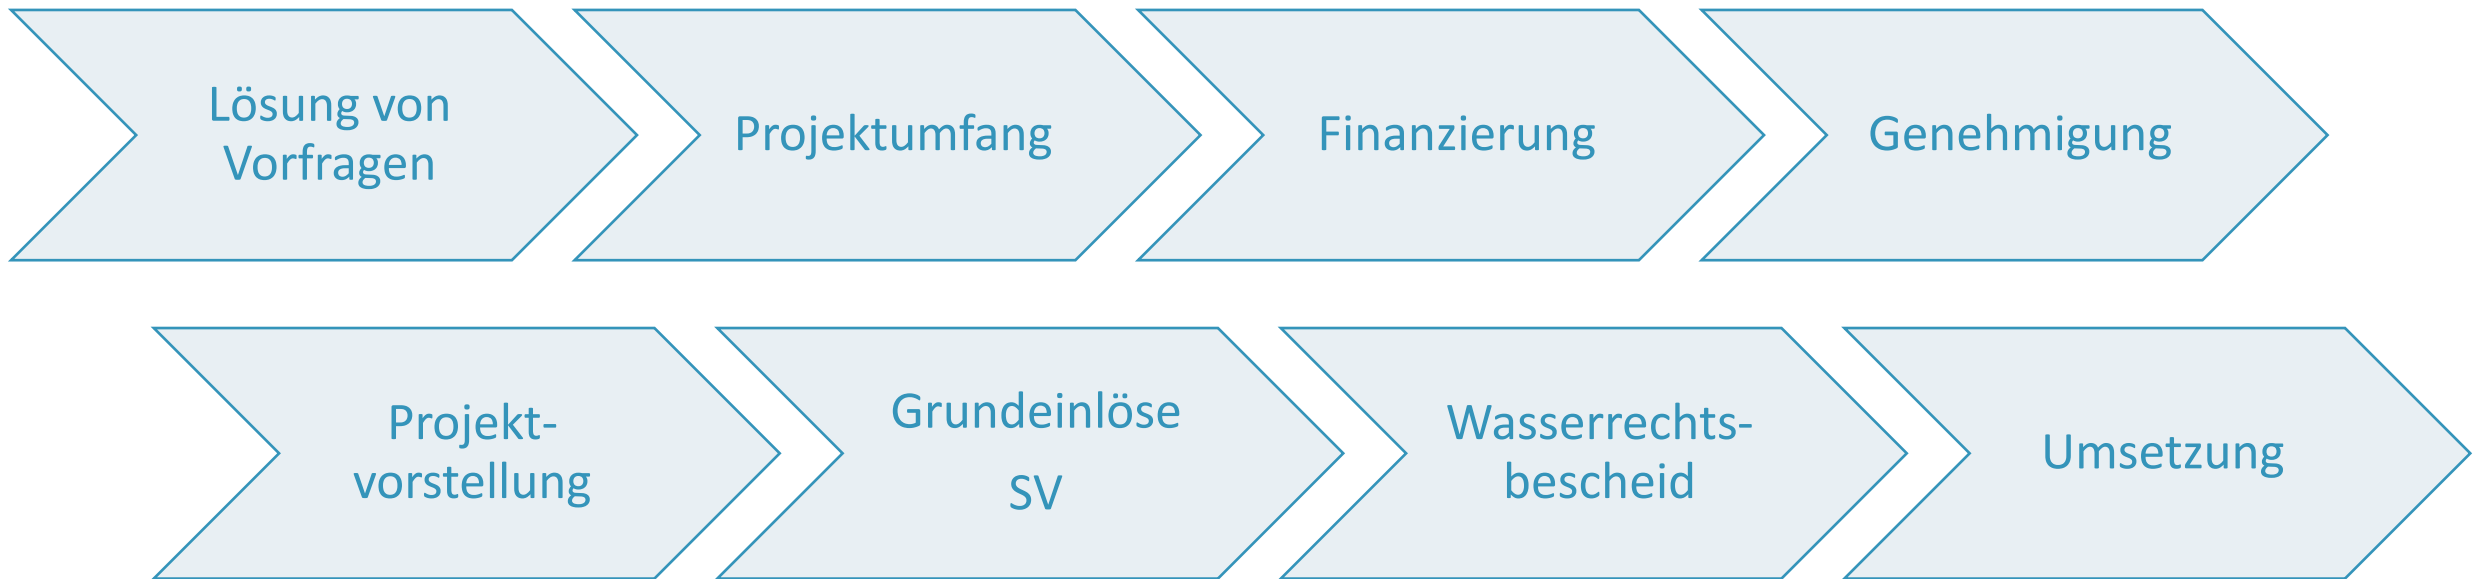 Lösung von
Vorfragen
Projektumfang
Finanzierung
Genehmigung
Projekt-
vorstellung
Grundeinlöse
SV
Wasserrechts-
bescheid
Umsetzung